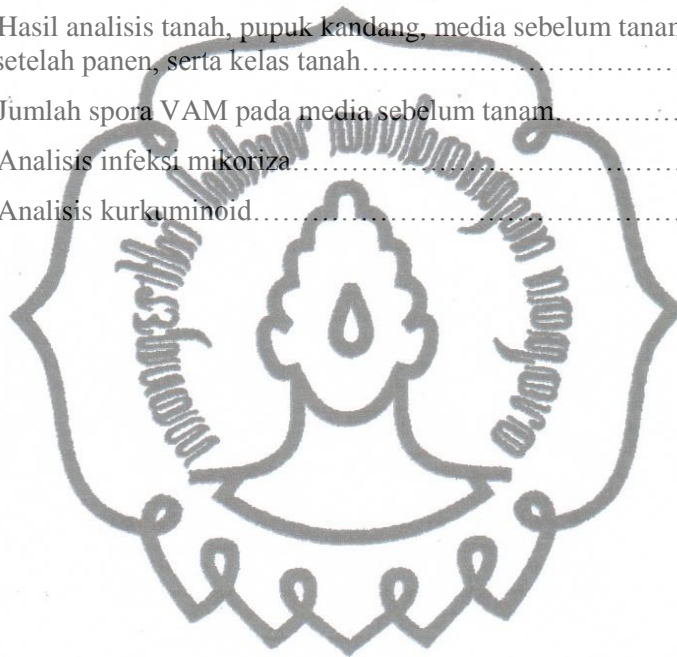 Hasil analisis tanah, pupuk kandang, media sebelum tanam
setelah panen, serta kelas tanah……………………………
Jumlah spora VAM pada media sebelum tanam……………
Analisis infeksi mikoriza……………………………………
Analisis kurkuminoid…………………………………………